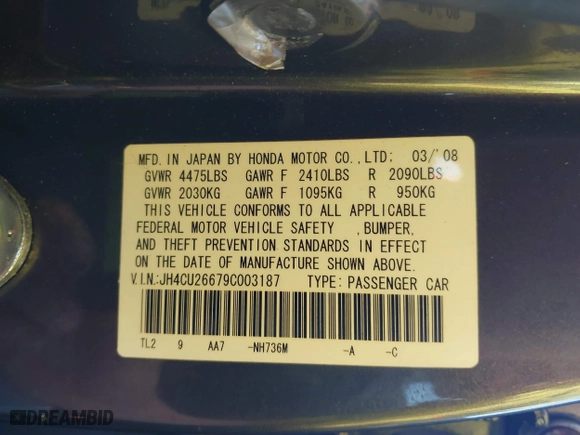 MFD. IN JAPAN BY HONDA MOTOR CO.,LTD: 03/'08
GVWR 4475LBS GAWR F 2410LBS R 2090LBS
GVWR 2030KG GAWR F 1095KG R 950KG
THIS VEHICLE CONFORMS TO ALL APPLICABLE
FEDERAL MOTOR VEHICLE SAFETY ,BUMPER,
AND THEFT PREVENTION STANDARDS IN EFFECT
ON THE DATE OF MANUFACTURE SHOWN ABOVE.
V.I.N:JH4CU26679C003187 TYPE: PASSENGER CAR
TL2 9 AA7 -NH736M -A -C
DREAMBID